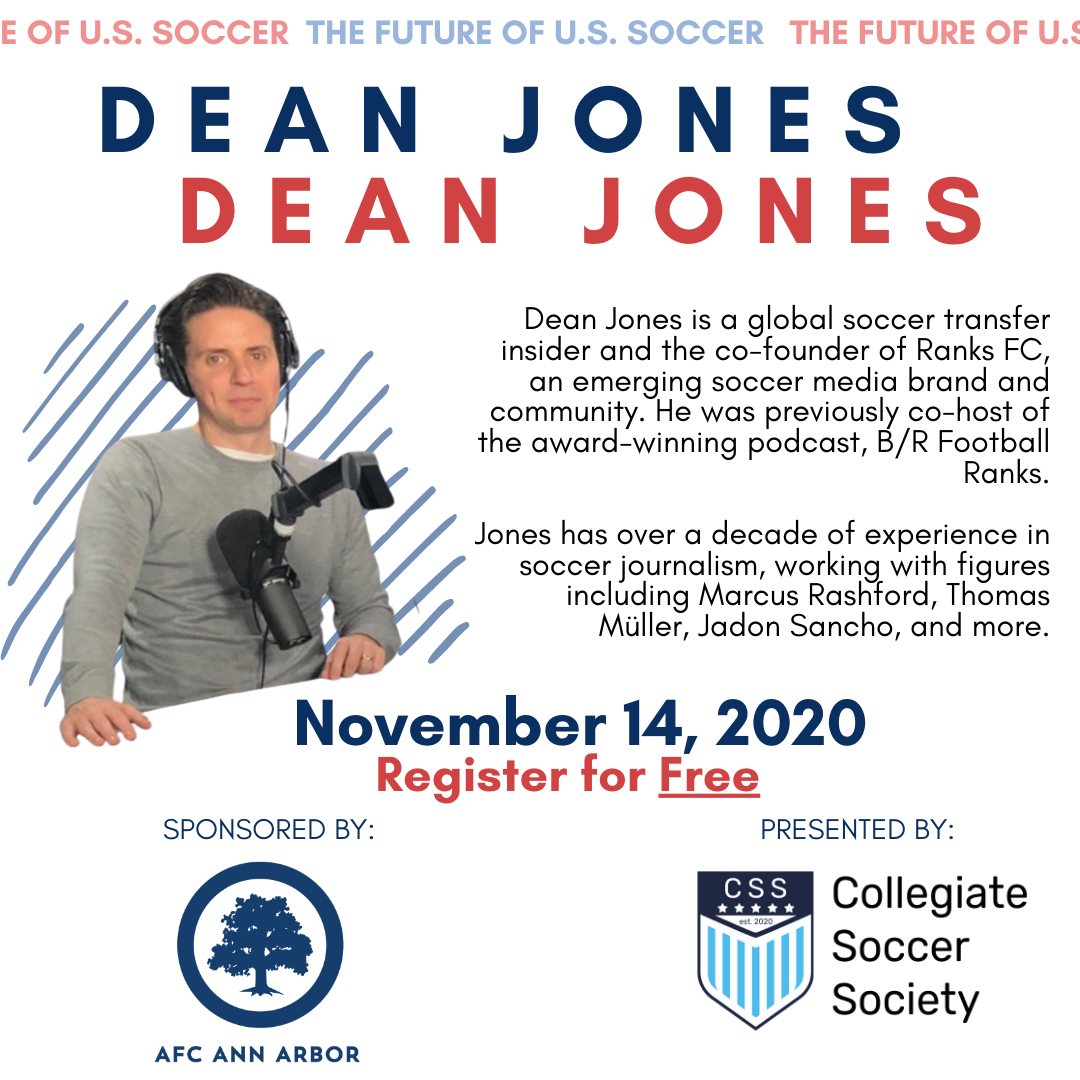 E OF U.S. SOCCER THE FUTURE OF U.S. SOCCER THE FUTURE OF U.S
DEAN JONES
DEAN JONES
Dean Jones is a global soccer transfer
insider and the co-founder of Ranks FC,
an emerging soccer media brand and
community. He was previously co-host of
the award-winning podcast, B/R Football
Ranks.
Jones has over a decade of experience in
soccer journalism, working with figures
including Marcus Rashford, Thomas
Müller, Jadon Sancho, and more.
November 14, 2020
Register for Free
SPONSORED BY:
AFC ANN ARBOR
PRESENTED BY:
CSS
est. 2020
Collegiate
Soccer
Society